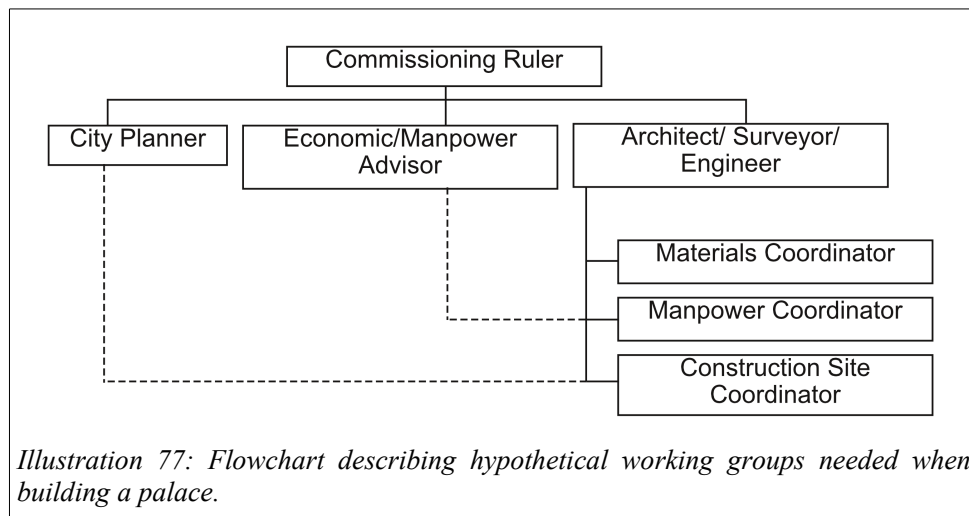 Commissioning Ruler
City Planner
Economic/Manpower
Advisor
Architect/ Surveyor/
Engineer
Materials Coordinator
Manpower Coordinator
Construction Site
Coordinator
Illustration 77: Flowchart describing hypothetical working groups needed when
building a palace.